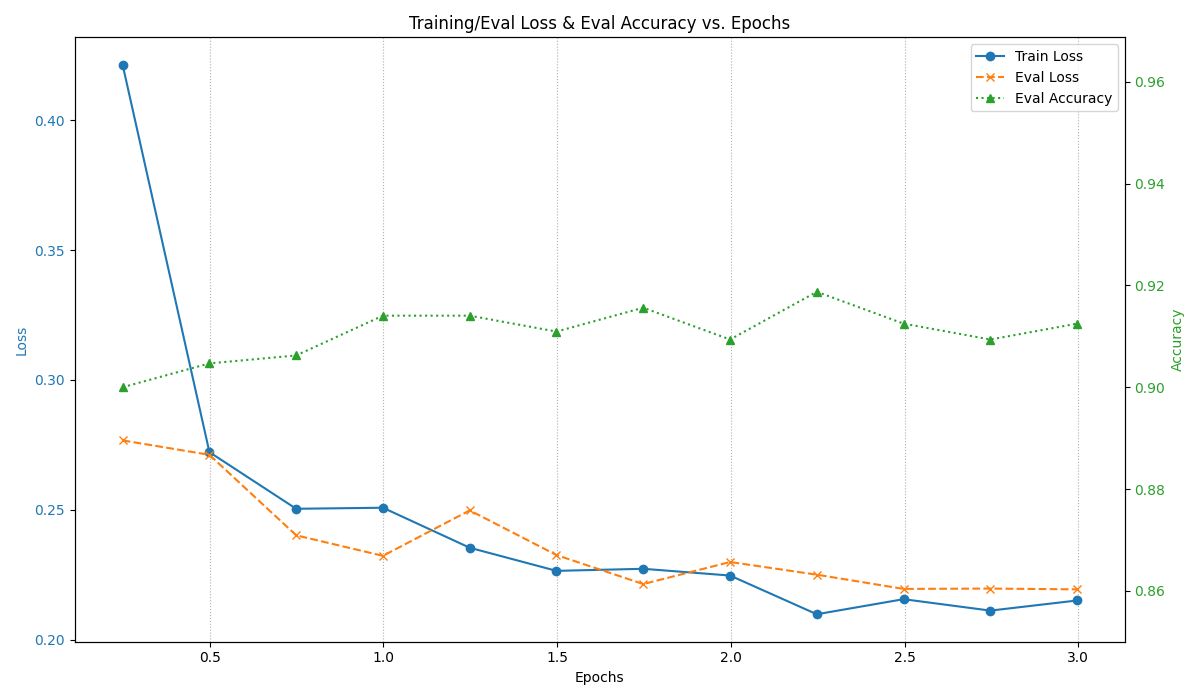 Training/Eval Loss & Eval Accuracy vs. Epochs
Train Loss
Eval Loss
Eval Accuracy
0.40
0.35
0.30
0.25
0.20
Loss
0.96
0.94
0.92
0.90
0.88
0.86
Accuracy
0.5 1.0 1.5 2.0 2.5 3.0
Epochs